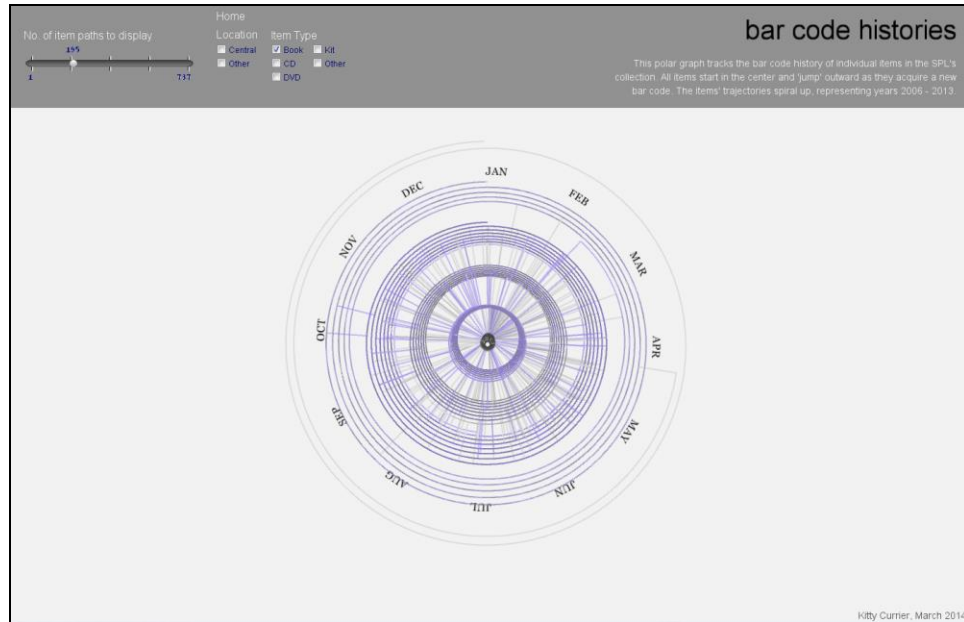 Home
No. of item paths to display
195
1
737
Location
Central
Other
Item Type
Book
CD
DVD
Kit
Other
bar code histories
This polar graph tracks the bar code history of individual items in the SPL's
collection. All items start in the center and 'jump' outward as they acquire a new
bar code. The items' trajectories spiral up, representing years 2006 - 2013.
JAN
FEB
MAR
APR
MAY
JUN
JUL
AUG
SEP
OCT
NOV
DEC
Kitty Currier, March 2014